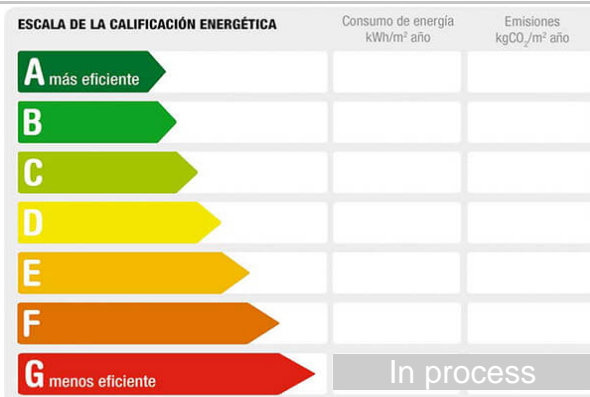 ESCALA DE LA CALIFICACIÓN ENERGÉTICA
Consumo de energía
kWh/m² año
Emisiones
kgCO₂/m² año
A más eficiente
B
C
D
E
F
G menos eficiente
In process